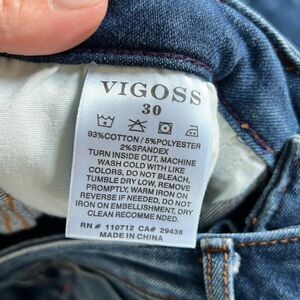 VIGOSS
30
93%COTTON / 5%POLYESTER
2%SPANDEX
TURN INSIDE OUT, MACHINE
WASH COLD WITH LIKE
COLORS, DO NOT BLEACH,
TUMBLE DRY LOW, REMOVE
PROMPTLY, WARM IRON ON
REVERSE IF NEEDED. DO NOT
IRON ON EMBELLISHMENT, DRY
CLEAN RECOMME NDED.
RN # 110712 CA# 29438
MADE IN CHINA